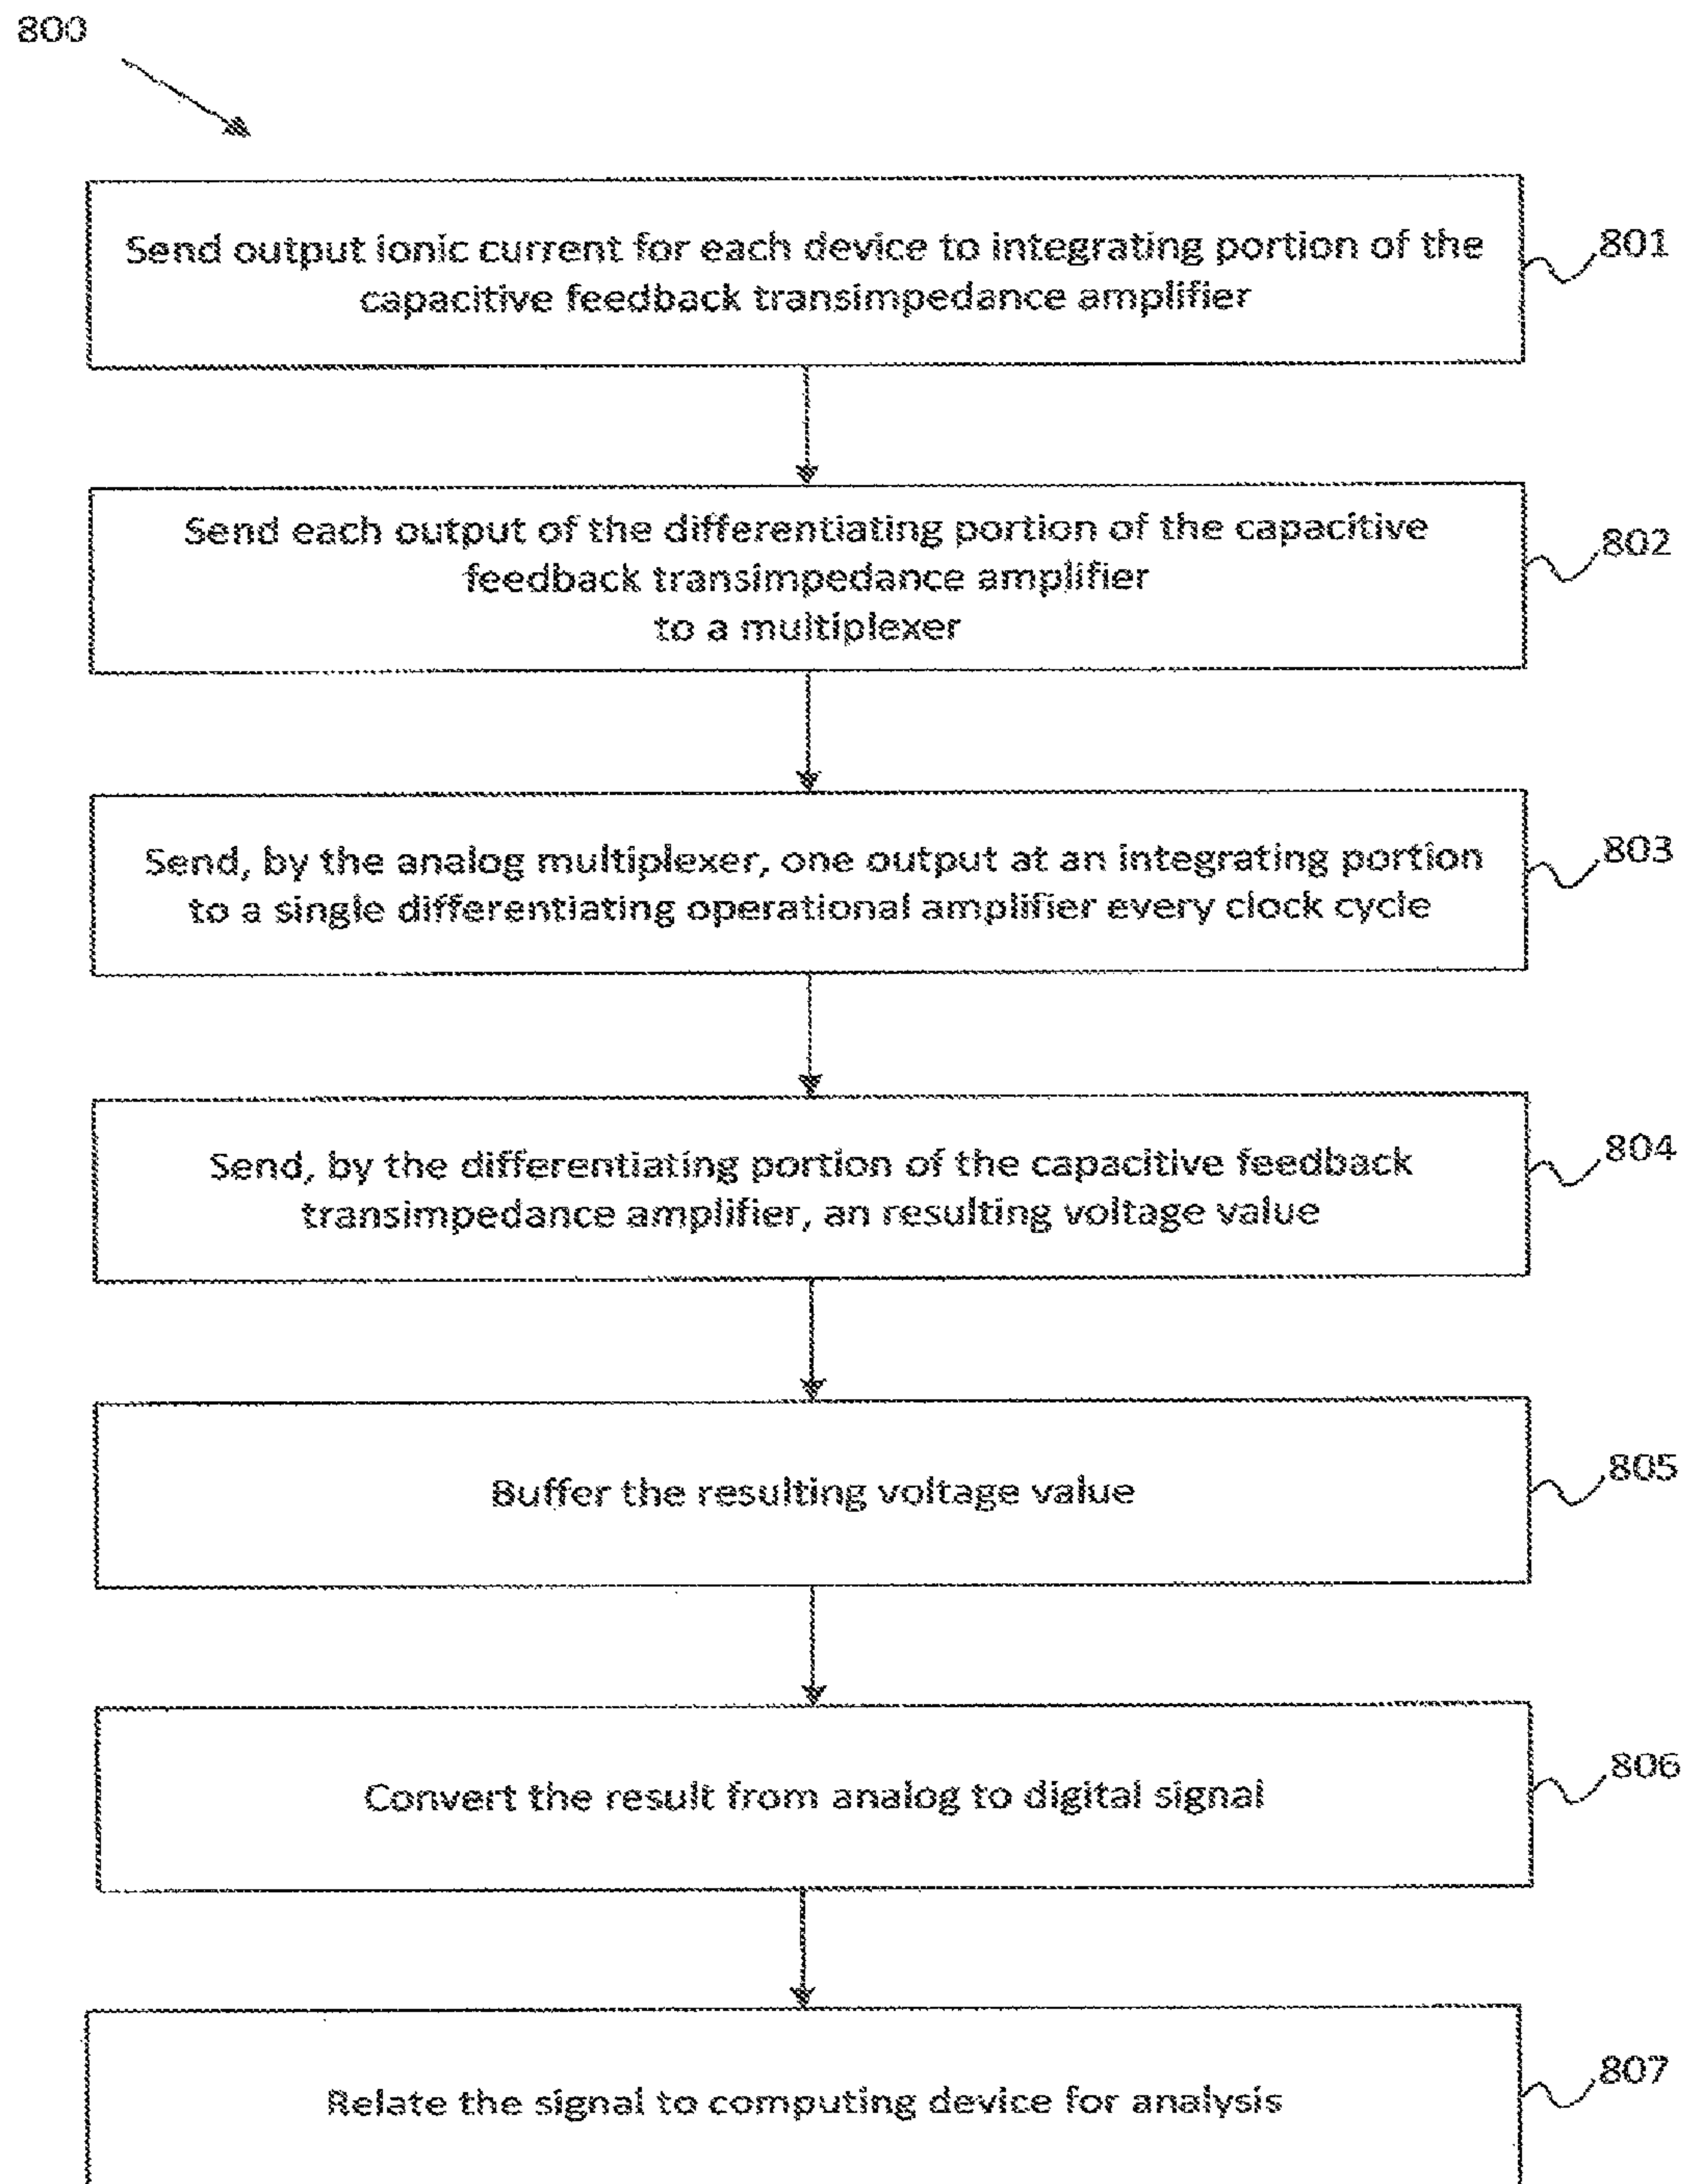 800
Send output ionic current for each device to integrating portion of the
capacitive feedback transimpedance amplifier
801
Send each output of the differentiating portion of the capacitive
feedback transimpedance amplifier
to a multiplexer
802
Send, by the analog multiplexer, one output at an integrating portion
to a single differentiating operational amplifier every clock cycle
803
Send, by the differentiating portion of the capacitive feedback
transimpedance amplifier, an resulting voltage value
804
Buffer the resulting voltage value
805
Convert the result from analog to digital signal
806
Relate the signal to computing device for analysis
807